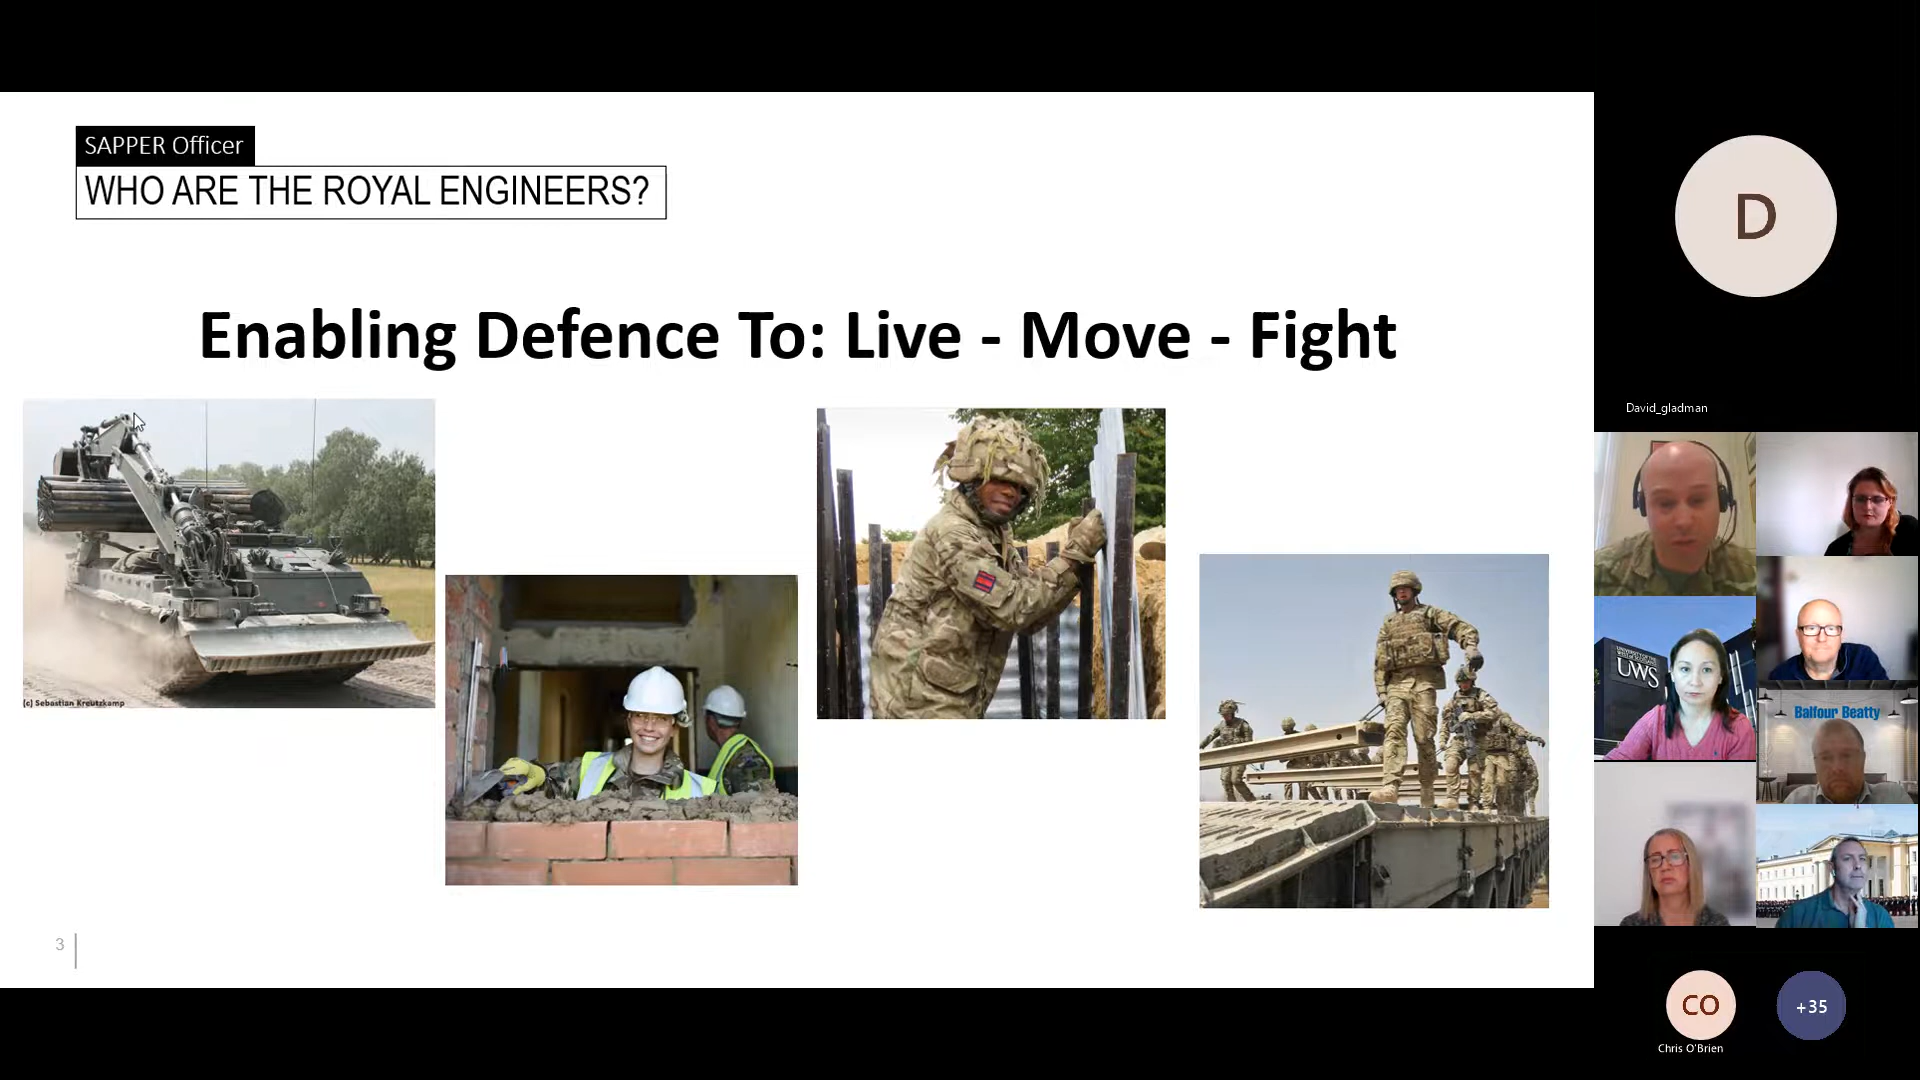 SAPPER Officer
WHO ARE THE ROYAL ENGINEERS?
Enabling Defence To: Live - Move - Fight
(c) Sebastian Kreutzkamp
3
D
David_gladman
UWS
Balfour Beatty
CO
+35
Chris O'Brien